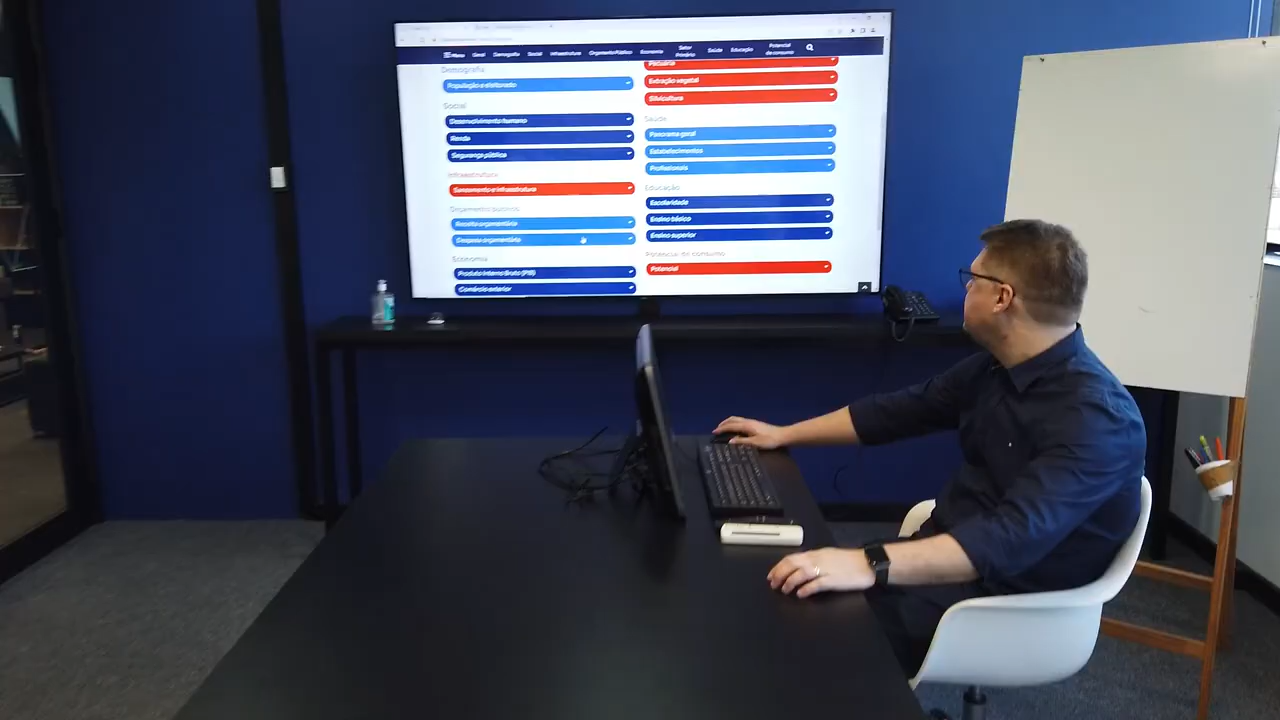 Menu Geral Demografia Social Infraestrutura Orçamento Público Economia Setor Primário Saúde Educação Potencial de consumo
Demografia
População e eleitorado
Social
Desenvolvimento humano
Renda
Segurança pública
Infraestrutura
Saneamento e infraestrutura
Orçamento público
Receita orçamentária
Despesa orçamentária
Economia
Produto Interno Bruto (PIB)
Comércio exterior
Pecuária
Extração vegetal
Silvicultura
Saúde
Panorama geral
Estabelecimentos
Profissionais
Educação
Escolaridade
Ensino básico
Ensino superior
Potencial de consumo
Potencial